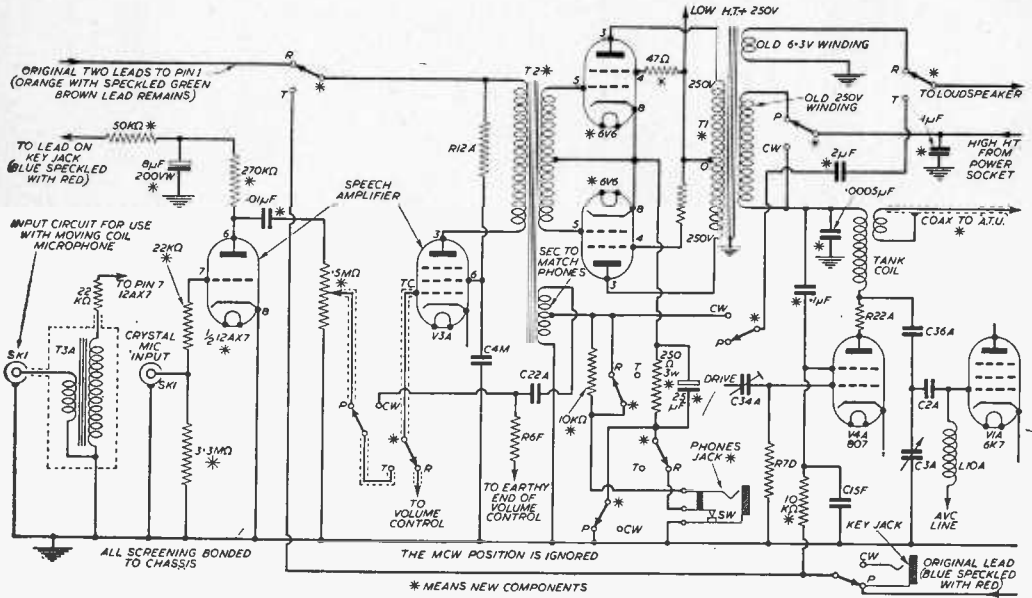 LOW H.T.+ 250V
ORIGINAL TWO LEADS TO PIN 1
(ORANGE WITH SPECKLED GREEN
BROWN LEAD REMAINS)
R
*
T
T2*
3
5
4
8
47Ω
*
*6V6
250V
OLD 6·3V WINDING
R
*
TO LOUDSPEAKER
T
OLD 250V
WINDING
P
*
CW
·1μF
*
HIGH H.T.
FROM
POWER
SOCKET
2μF
*
·0005μF
*
50KΩ*
TO LEAD ON
KEY JACK
BLUE SPECKLED
WITH RED)
8μF
200VW
*
270KΩ
*
·01μF
*
R12A
T1
*
O
6V6
*
5
8
4
3
250V
SPEECH
AMPLIFIER
INPUT CIRCUIT FOR USE
WITH MOVING COIL
MICROPHONE
22KΩ
*
6
7
8
TO PIN 7
12AX7
22
KΩ
½12AX7
*
·5MΩ
*
TC
3
6
V3A
SEC TO
MATCH
PHONES
COAX TO A.T.U.
*
TANK
COIL
·1μF
*
CW
P
*
R22A
C36A
SK1
T3A
CRYSTAL
MIC
INPUT
SK1
C4M
C22A
R
T
*
250
Ω
3W
*
25
μF
*
DRIVE
C34A
V4A
807
C2A
V1A
6K7
3·3MΩ
*
P
CW
*
R6F
10KΩ
*
T
R
*
TO
VOLUME
CONTROL
TO EARTHY
END OF
VOLUME
CONTROL
T
R
*
PHONES
JACK *
SW
P
CW
*
R7D
10
KΩ
*
C15F
C3A
L10A
AVC
LINE
KEY JACK
ALL SCREENING BONDED
TO CHASSIS
THE MCW POSITION IS IGNORED
* MEANS NEW COMPONENTS
CW
P
ORIGINAL LEAD
(BLUE SPECKLED
WITH RED)